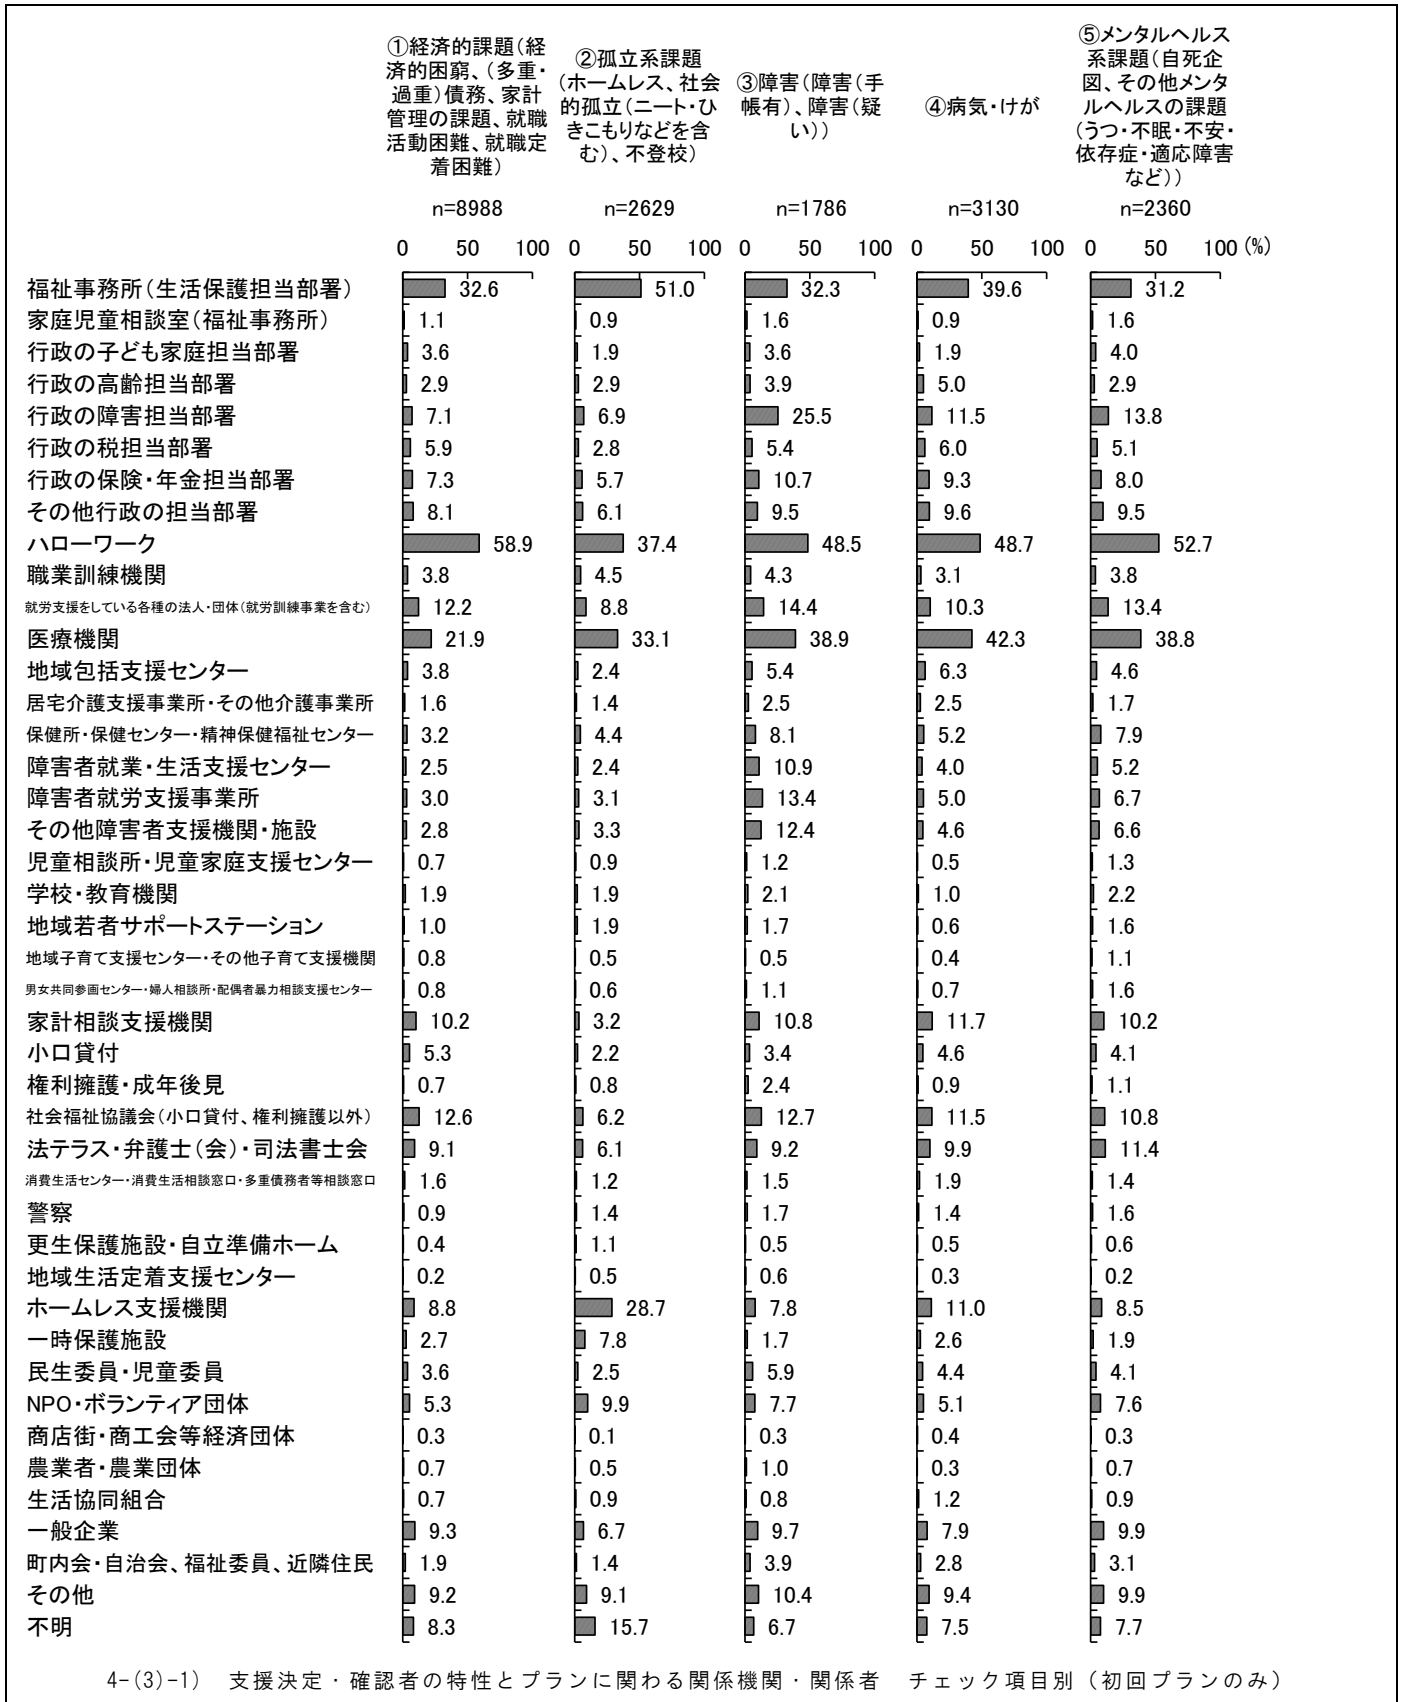 ①経済的課題(経
済的困窮、(多重・
過重)債務、家計
管理の課題、就職
活動困難、就職定
着困難)
②孤立系課題
(ホームレス、社会
的孤立(ニート・ひ
きこもりなどを含
む)、不登校)
③障害(障害(手
帳有)、障害(疑
い))
④病気・けが
⑤メンタルヘルス
系課題(自死企
図、その他メンタ
ルヘルスの課題
(うつ・不眠・不安・
依存症・適応障害
など))
n=8988 n=2629 n=1786 n=3130 n=2360
0 50 100 0 50 100 0 50 100 0 50 100 0 50 100 (%)
福祉事務所(生活保護担当部署) 32.6 51.0 32.3 39.6 31.2
家庭児童相談室(福祉事務所) 1.1 0.9 1.6 0.9 1.6
行政の子ども家庭担当部署 3.6 1.9 3.6 1.9 4.0
行政の高齢担当部署 2.9 2.9 3.9 5.0 2.9
行政の障害担当部署 7.1 6.9 25.5 11.5 13.8
行政の税担当部署 5.9 2.8 5.4 6.0 5.1
行政の保険・年金担当部署 7.3 5.7 10.7 9.3 8.0
その他行政の担当部署 8.1 6.1 9.5 9.6 9.5
ハローワーク 58.9 37.4 48.5 48.7 52.7
職業訓練機関 3.8 4.5 4.3 3.1 3.8
就労支援をしている各種の法人・団体(就労訓練事業を含む) 12.2 8.8 14.4 10.3 13.4
医療機関 21.9 33.1 38.9 42.3 38.8
地域包括支援センター 3.8 2.4 5.4 6.3 4.6
居宅介護支援事業所・その他介護事業所 1.6 1.4 2.5 2.5 1.7
保健所・保健センター・精神保健福祉センター 3.2 4.4 8.1 5.2 7.9
障害者就業・生活支援センター 2.5 2.4 10.9 4.0 5.2
障害者就労支援事業所 3.0 3.1 13.4 5.0 6.7
その他障害者支援機関・施設 2.8 3.3 12.4 4.6 6.6
児童相談所・児童家庭支援センター 0.7 0.9 1.2 0.5 1.3
学校・教育機関 1.9 1.9 2.1 1.0 2.2
地域若者サポートステーション 1.0 1.9 1.7 0.6 1.6
地域子育て支援センター・その他子育て支援機関 0.8 0.5 0.5 0.4 1.1
男女共同参画センター・婦人相談所・配偶者暴力相談支援センター 0.8 0.6 1.1 0.7 1.6
家計相談支援機関 10.2 3.2 10.8 11.7 10.2
小口貸付 5.3 2.2 3.4 4.6 4.1
権利擁護・成年後見 0.7 0.8 2.4 0.9 1.1
社会福祉協議会(小口貸付、権利擁護以外) 12.6 6.2 12.7 11.5 10.8
法テラス・弁護士(会)・司法書士会 9.1 6.1 9.2 9.9 11.4
消費生活センター・消費生活相談窓口・多重債務者等相談窓口 1.6 1.2 1.5 1.9 1.4
警察 0.9 1.4 1.7 1.4 1.6
更生保護施設・自立準備ホーム 0.4 1.1 0.5 0.5 0.6
地域生活定着支援センター 0.2 0.5 0.6 0.3 0.2
ホームレス支援機関 8.8 28.7 7.8 11.0 8.5
一時保護施設 2.7 7.8 1.7 2.6 1.9
民生委員・児童委員 3.6 2.5 5.9 4.4 4.1
NPO・ボランティア団体 5.3 9.9 7.7 5.1 7.6
商店街・商工会等経済団体 0.3 0.1 0.3 0.4 0.3
農業者・農業団体 0.7 0.5 1.0 0.3 0.7
生活協同組合 0.7 0.9 0.8 1.2 0.9
一般企業 9.3 6.7 9.7 7.9 9.9
町内会・自治会、福祉委員、近隣住民 1.9 1.4 3.9 2.8 3.1
その他 9.2 9.1 10.4 9.4 9.9
不明 8.3 15.7 6.7 7.5 7.7
4-(3)-1) 支援決定・確認者の特性とプランに関わる関係機関・関係者 チェック項目別(初回プランのみ)